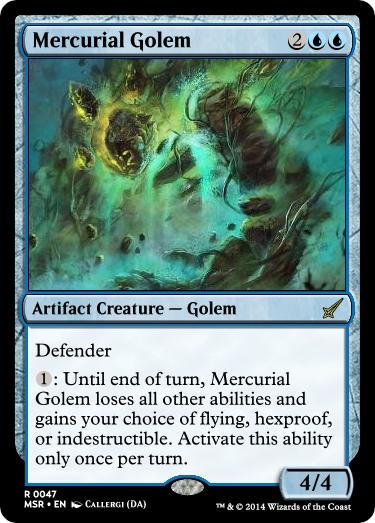 Mercurial Golem 2
Artifact Creature — Golem
Defender
1: Until end of turn, Mercurial
Golem loses all other abilities and
gains your choice of flying, hexproof,
or indestructible. Activate this ability
only once per turn.
4/4
R 0047
MSR • EN CALLERGI (DA)
™ & © 2014 Wizards of the Coast